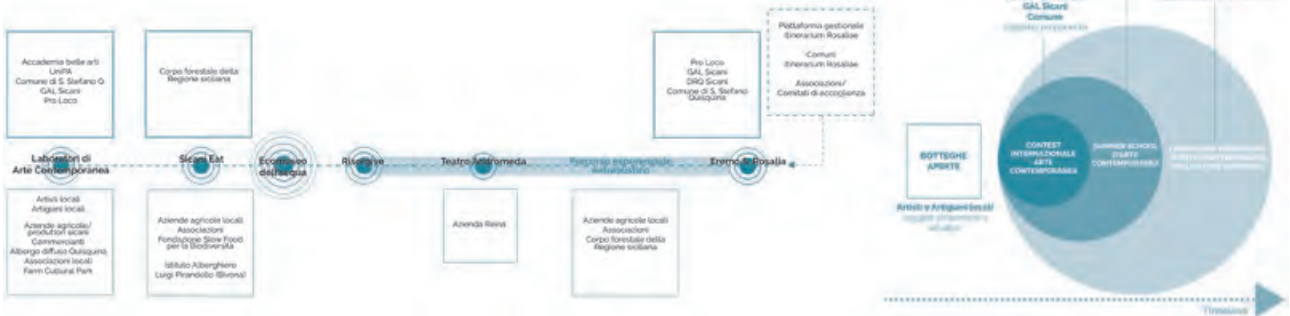 Accademia belle arti
UniPA
Comune di S. Stefano Q.
GAL Sicani
Pro Loco
Corpo forestale della
Regione siciliana
Pro Loco
GAL Sicani
DRQ Sicani
Comune di S. Stefano
Quisquina
Piattaforma gestionale
Itinerarium Rosaliae
Comuni
Itinerarium Rosaliae
Associazioni/
Comitati di accoglienza
Laboratori di
Arte Contemporanea
Sicani Eat
Ecomuseo
dell'acqua
Teatro Andromeda
Percorso esperienziale
Eremo S. Rosalia
Artisti locali
Artigiani locali
Aziende agricole/
produttori sicani
Commercianti
Albergo diffuso Quisquina
Associazioni locali
Farm Cultural Park
Aziende agricole locali
Associazioni
Fondazione Slow Food
per la Biodiversità
Istituto Alberghiero
Luigi Pirandello (Bivona)
Azienda Reina
Aziende agricole locali
Associazioni
Corpo forestale della
Regione siciliana
GAL Sicani
Comune
BOTTEGHE
APERTE
Artisti e Artigiani locali
CONTEST
INTERNAZIONALE
ARTE
CONTEMPORANEA
SUMMER SCHOOL
D'ARTE
CONTEMPORANEA
Timeline